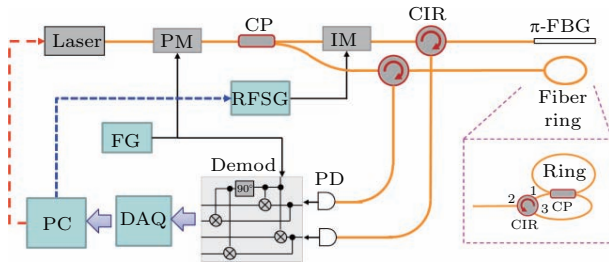 CIR
Laser
PM
CP
IM
π-FBG
RFSG
Fiber
ring
FG
Demod
90°
PD
Ring
1
2
3
CP
CIR
PC
DAQ